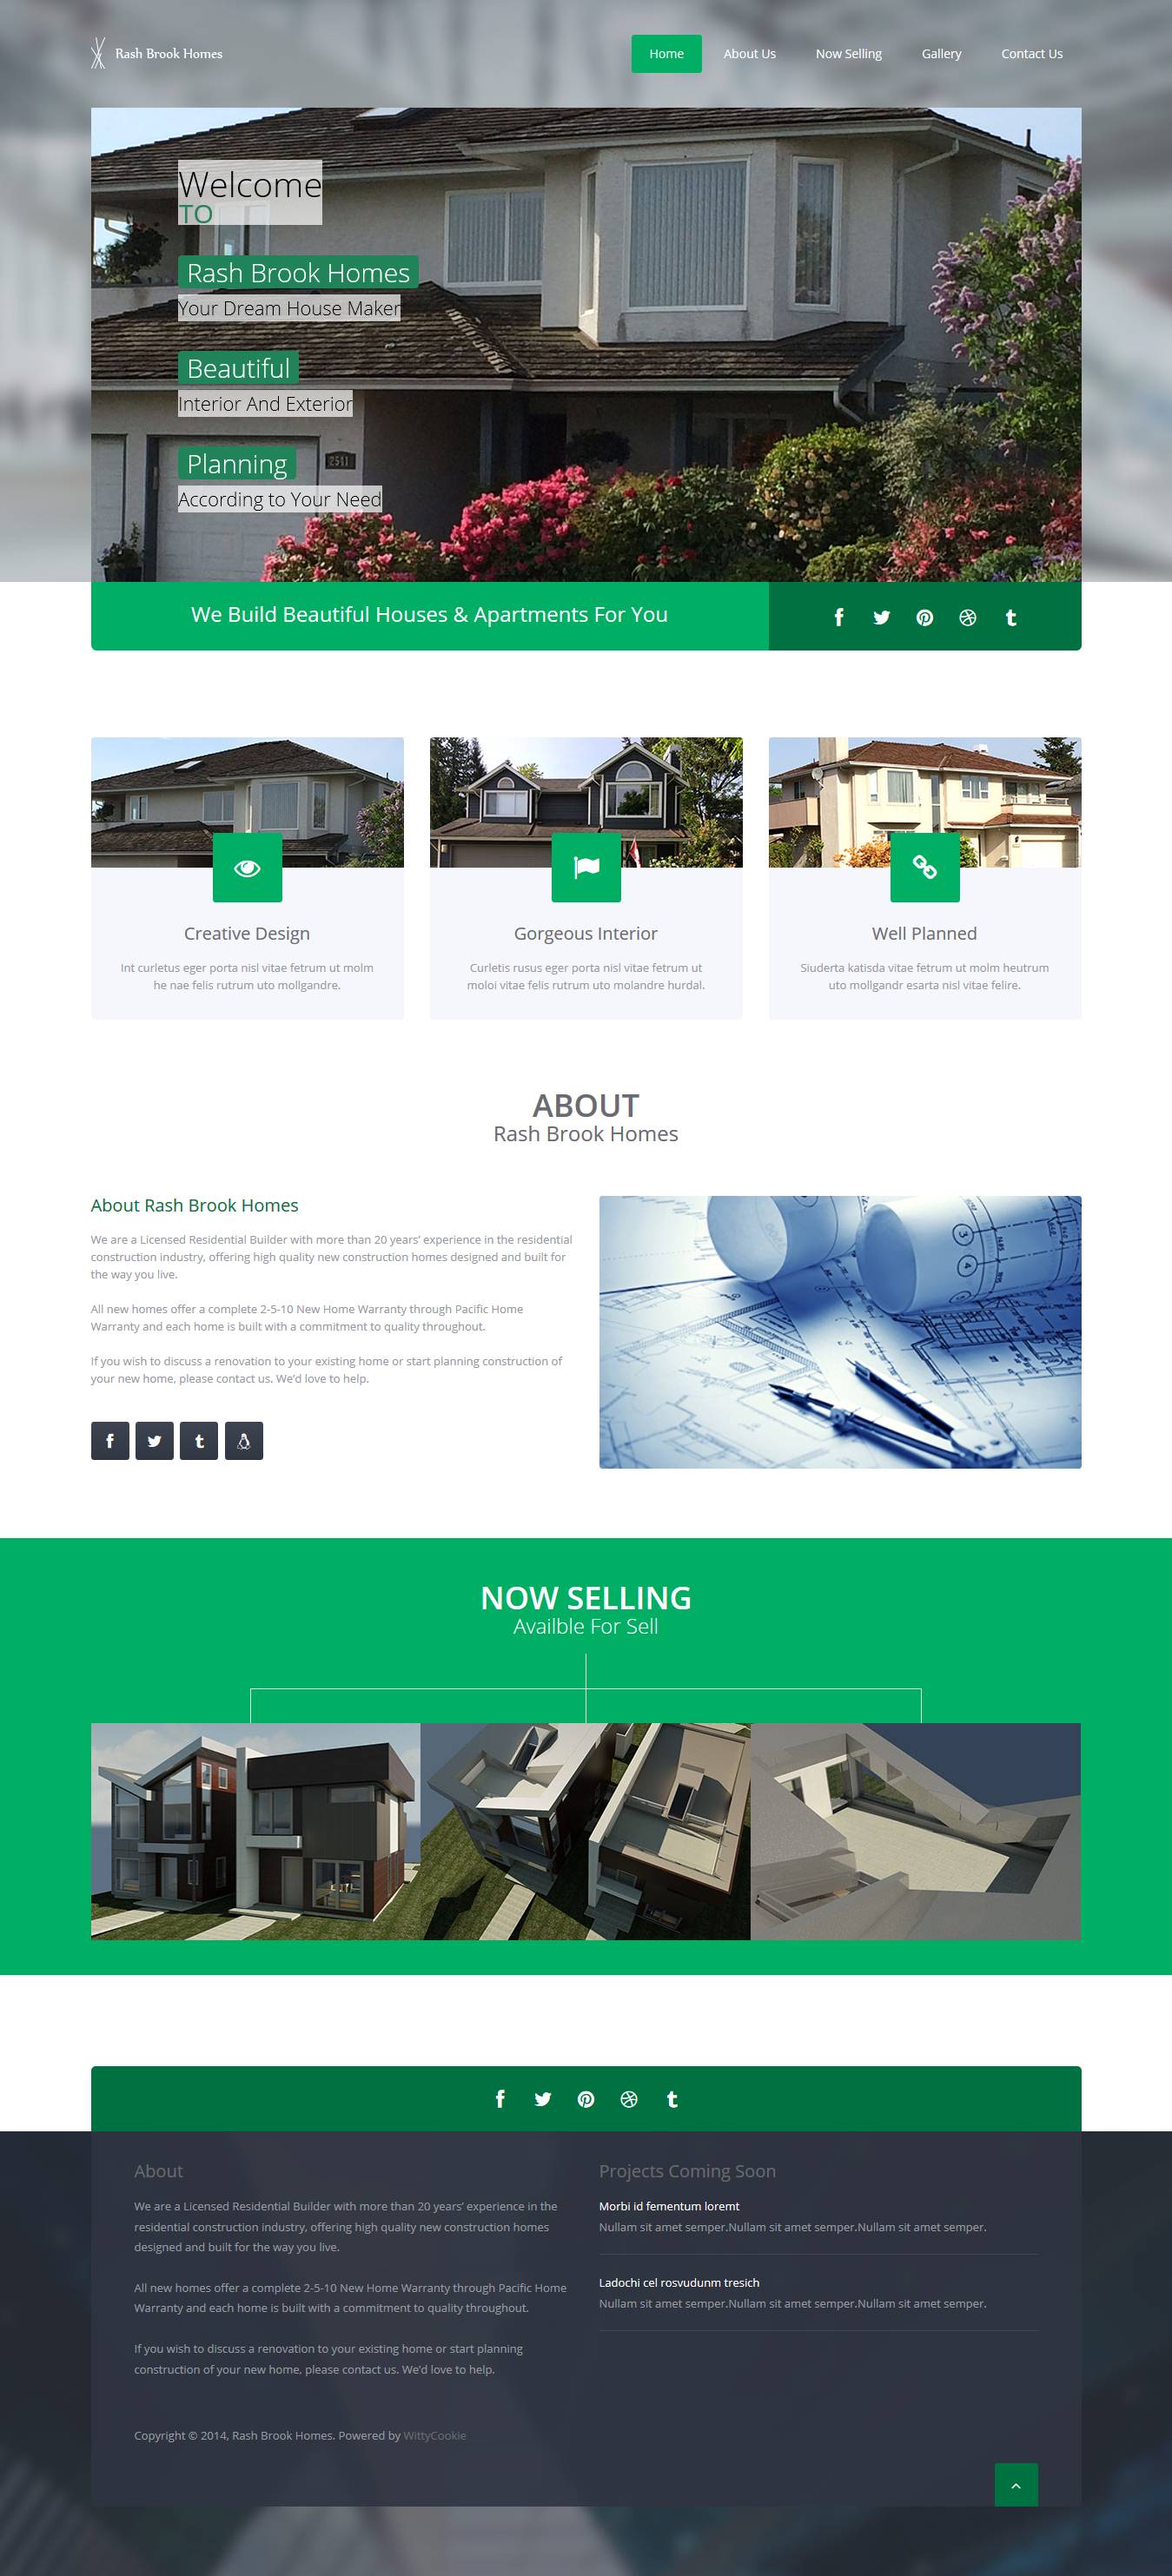 Rash Brook Homes
Home
About Us
Now Selling
Gallery
Contact Us
Welcome
TO
Rash Brook Homes
Your Dream House Maker
Beautiful
Interior And Exterior
Planning
According to Your Need
2511
We Build Beautiful Houses & Apartments For You
Creative Design
Int curletus eger porta nisl vitae fetrum ut molm
he nae felis rutrum uto mollgandre.
Gorgeous Interior
Curletis rusus eger porta nisl vitae fetrum ut
moloi vitae felis rutrum uto molandre hurdal.
Well Planned
Siuderta katisda vitae fetrum ut molm heutrum
uto mollgandr esarta nisl vitae felire.
ABOUT
Rash Brook Homes
About Rash Brook Homes
We are a Licensed Residential Builder with more than 20 years’ experience in the residential
construction industry, offering high quality new construction homes designed and built for
the way you live.
All new homes offer a complete 2-5-10 New Home Warranty through Pacific Home
Warranty and each home is built with a commitment to quality throughout.
If you wish to discuss a renovation to your existing home or start planning construction of
your new home, please contact us. We’d love to help.
3
4
NOW SELLING
Availble For Sell
About
We are a Licensed Residential Builder with more than 20 years’ experience in the
residential construction industry, offering high quality new construction homes
designed and built for the way you live.
All new homes offer a complete 2-5-10 New Home Warranty through Pacific Home
Warranty and each home is built with a commitment to quality throughout.
If you wish to discuss a renovation to your existing home or start planning
construction of your new home, please contact us. We’d love to help.
Projects Coming Soon
Morbi id fementum loremt
Nullam sit amet semper.Nullam sit amet semper.Nullam sit amet semper.
Ladochi cel rosvudunm tresich
Nullam sit amet semper.Nullam sit amet semper.Nullam sit amet semper.
Copyright © 2014, Rash Brook Homes. Powered by WittyCookie